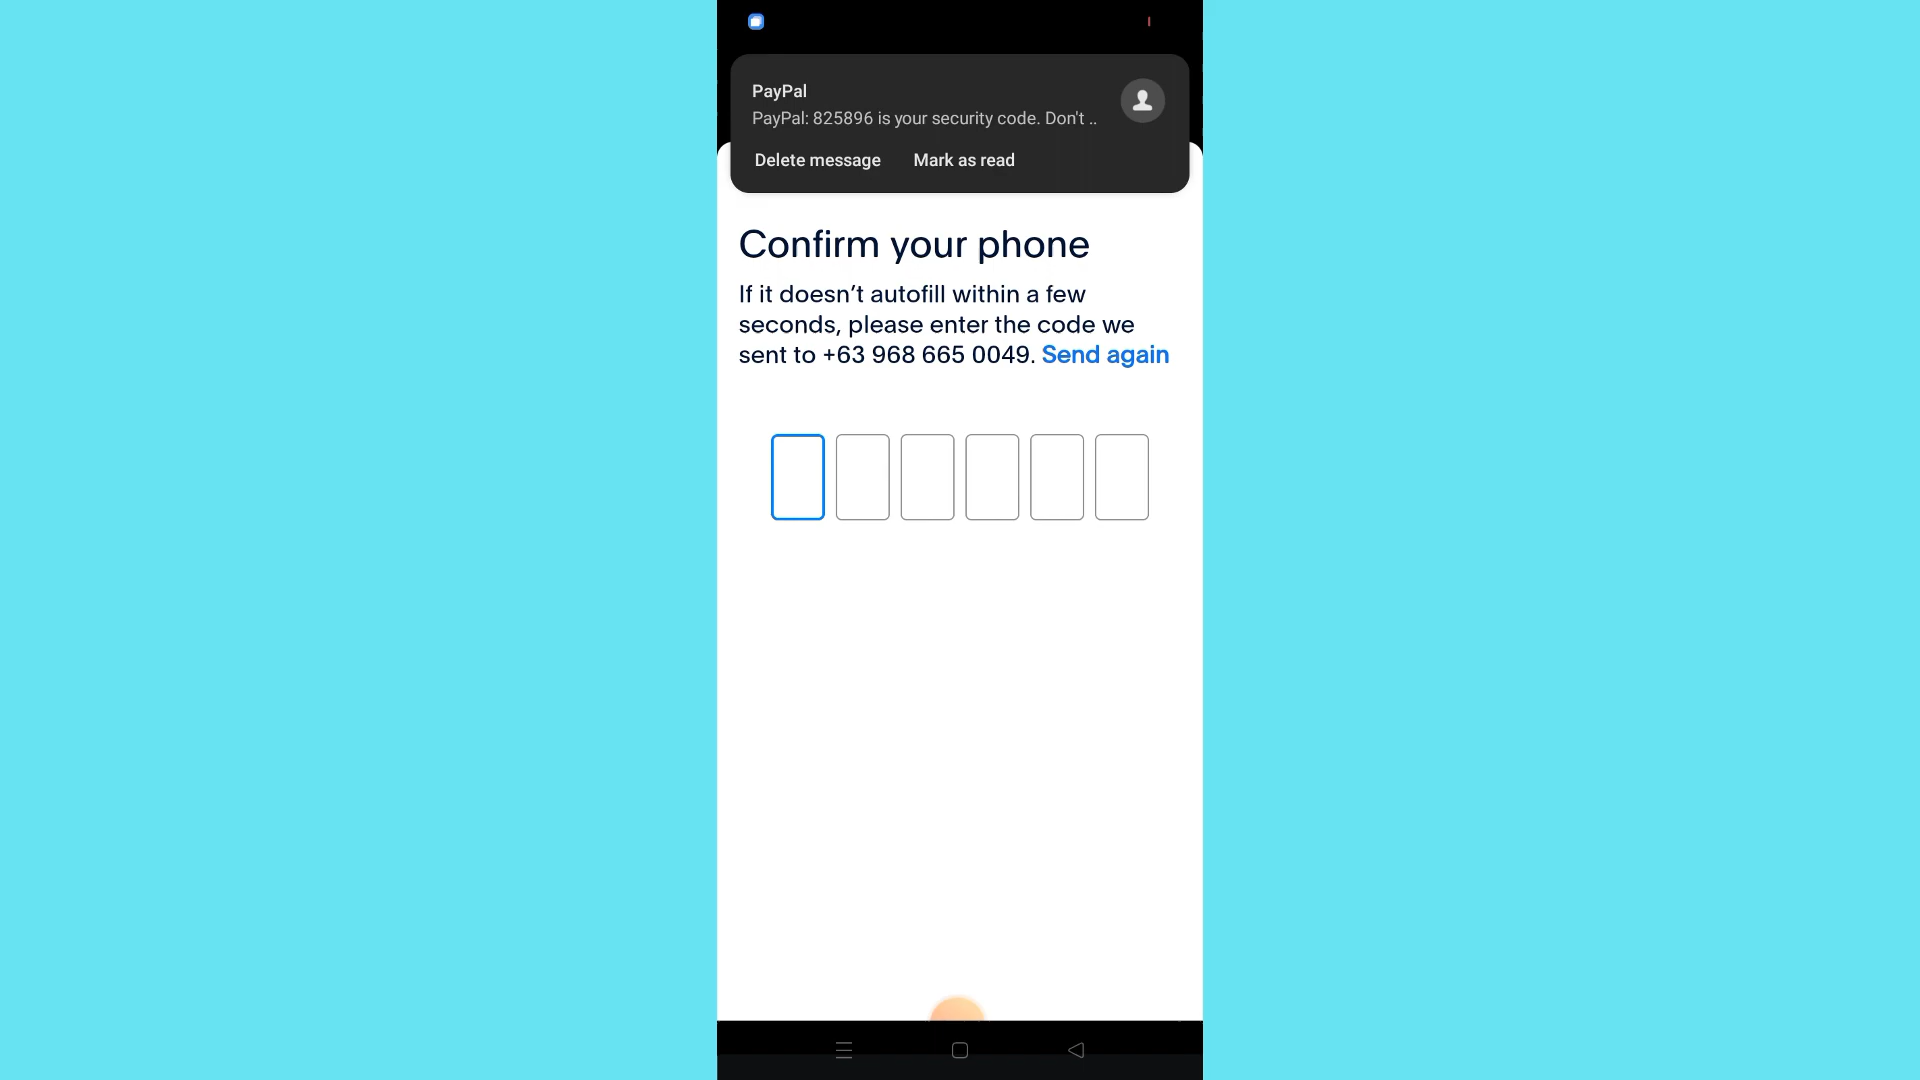 PayPal
PayPal: 825896 is your security code. Don't ..
Delete message Mark as read
Confirm your phone
If it doesn’t autofill within a few
seconds, please enter the code we
sent to +63 968 665 0049. Send again